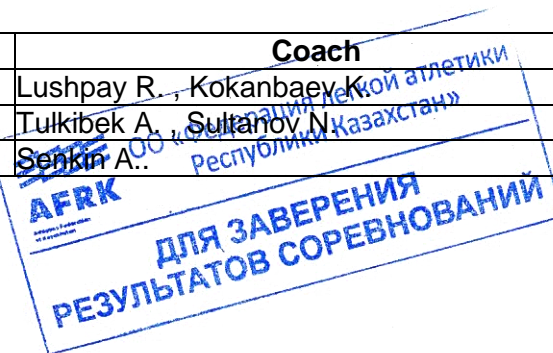 Coach
Lushpay R. , Kokanbaev K.
Tulkibek A. , Sultanov N.
Senkin A..
ОО «Федерация легкой атлетики
Республики Казахстан»
AFRK
ДЛЯ ЗАВЕРЕНИЯ
РЕЗУЛЬТАТОВ СОРЕВНОВАНИЙ